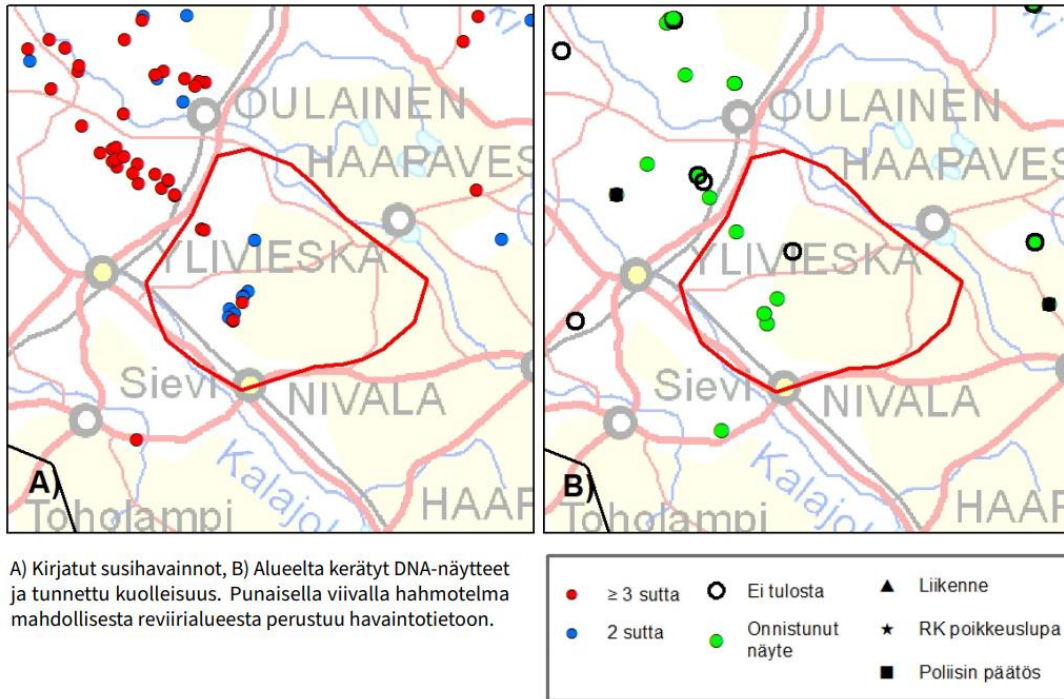 OULAINEN
HAAPAVES
YLIVIESKA
Sievi
NIVALA
Kalajo
HAAP
Toholampi
A)
Ki
OULAINEN
HAAPAVES
YLIVIESKA
Sievi
NIVALA
Kalajo
HAAP
Toholampi
B)
A) Kirjatut susihavainnot, B) Alueelta kerätyt DNA-näytteet
ja tunnettu kuolleisuus. Punaisella viivalla hahmotelma
mahdollisesta reviirialueesta perustuu havaintotietoon.
≥ 3 sutta
2 sutta
Ei tulosta
Onnistunut
näyte
Liikenne
RK poikkeuslupa
Poliisin päätös